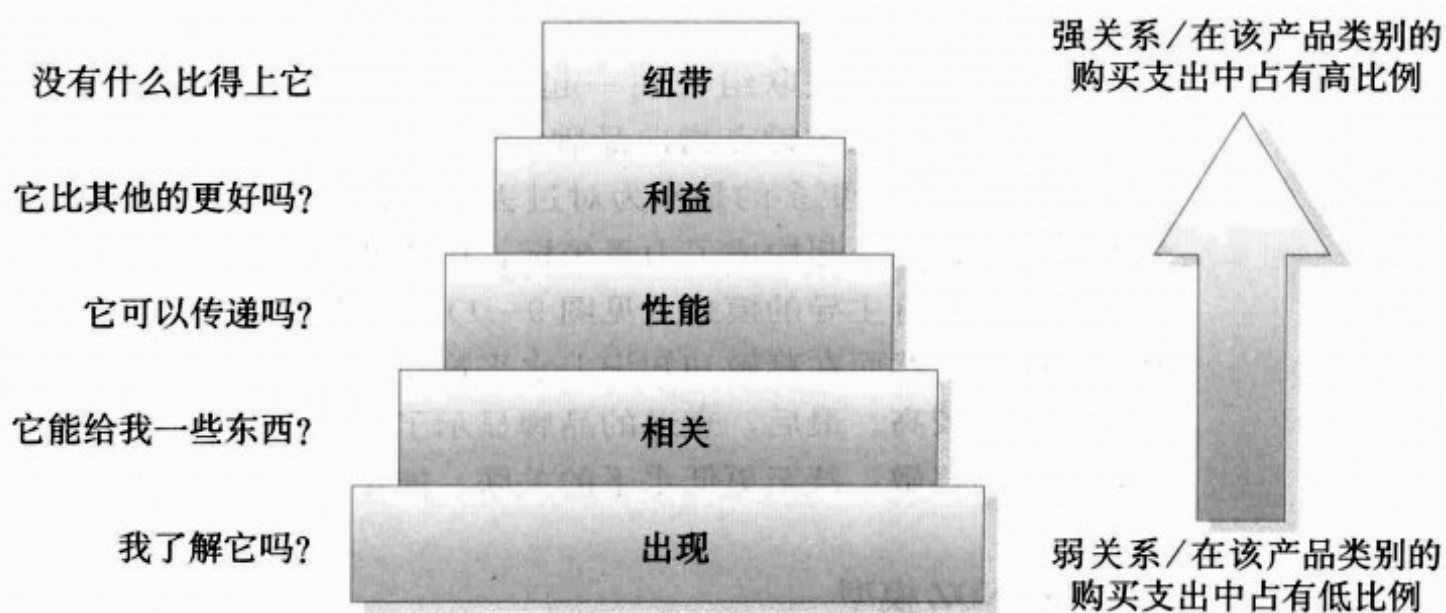 强关系/在该产品类别的
购买支出中占有高比例
没有什么比得上它
纽带
它比其他的更好吗？
利益
它可以传递吗？
性能
它能给我一些东西？
相关
我了解它吗？
出现
弱关系/在该产品类别的
购买支出中占有低比例